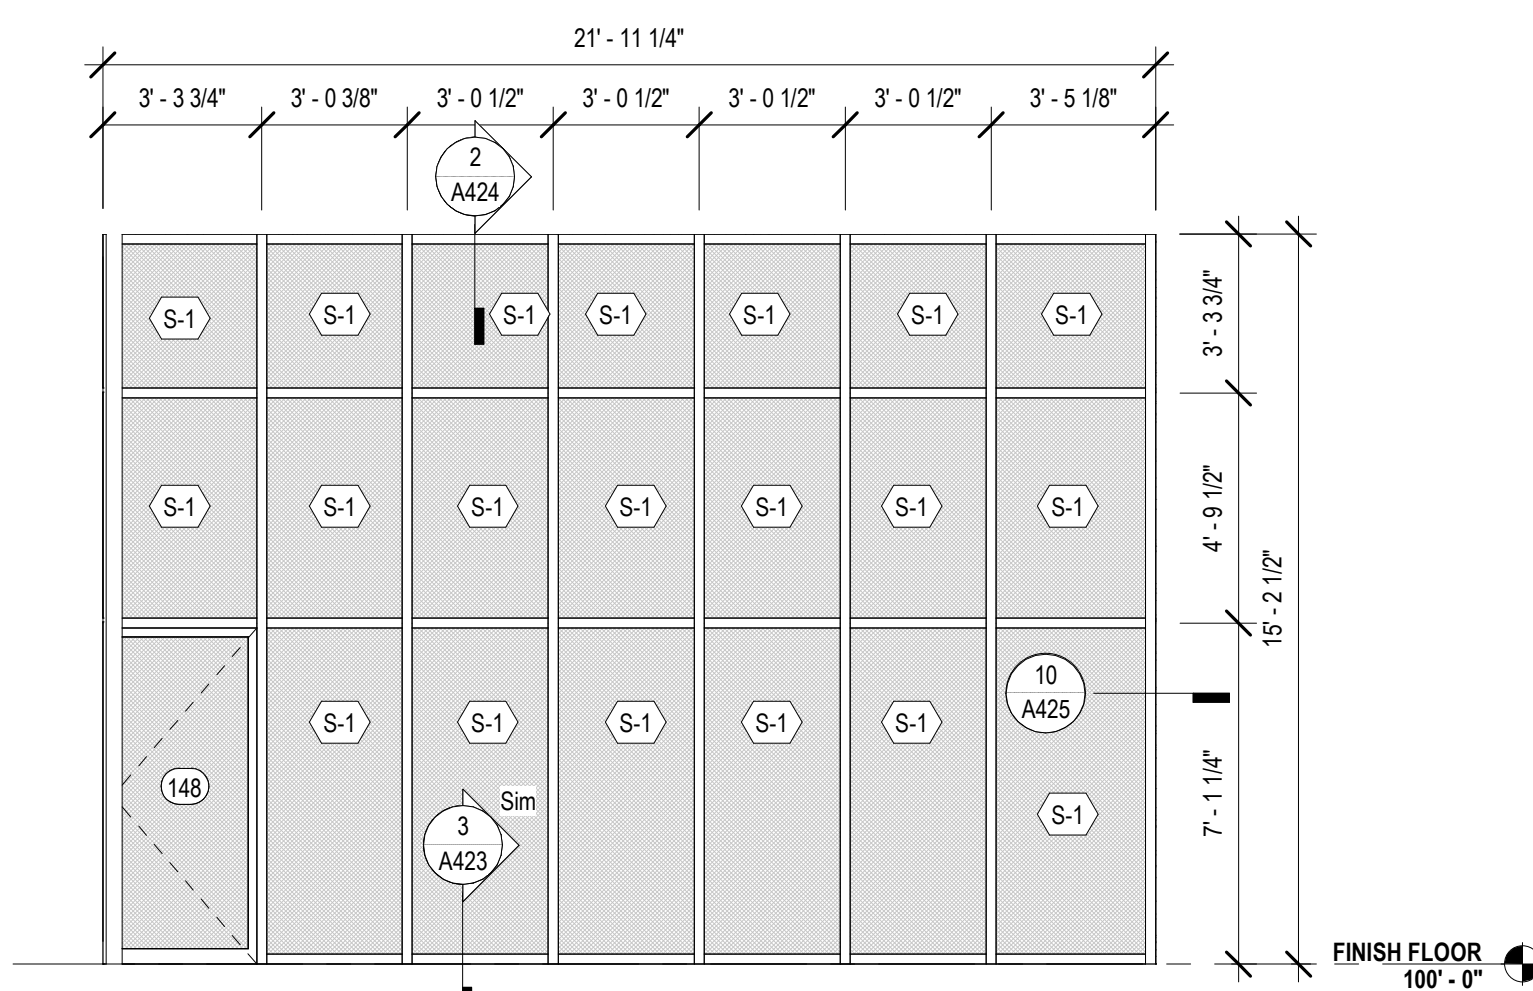 21' - 11 1/4"
3' - 3 3/4" 3' - 0 3/8" 3' - 0 1/2" 3' - 0 1/2" 3' - 0 1/2" 3' - 0 1/2" 3' - 5 1/8"
2
A424
S-1 S-1 S-1 S-1 S-1 S-1 S-1
3' - 3 3/4"
S-1 S-1 S-1 S-1 S-1 S-1 S-1
4' - 9 1/2"
15' - 2 1/2"
10
A425
S-1 S-1 S-1 S-1 S-1
148
Sim
S-1
7' - 1 1/4"
3
A423
FINISH FLOOR
100' - 0"